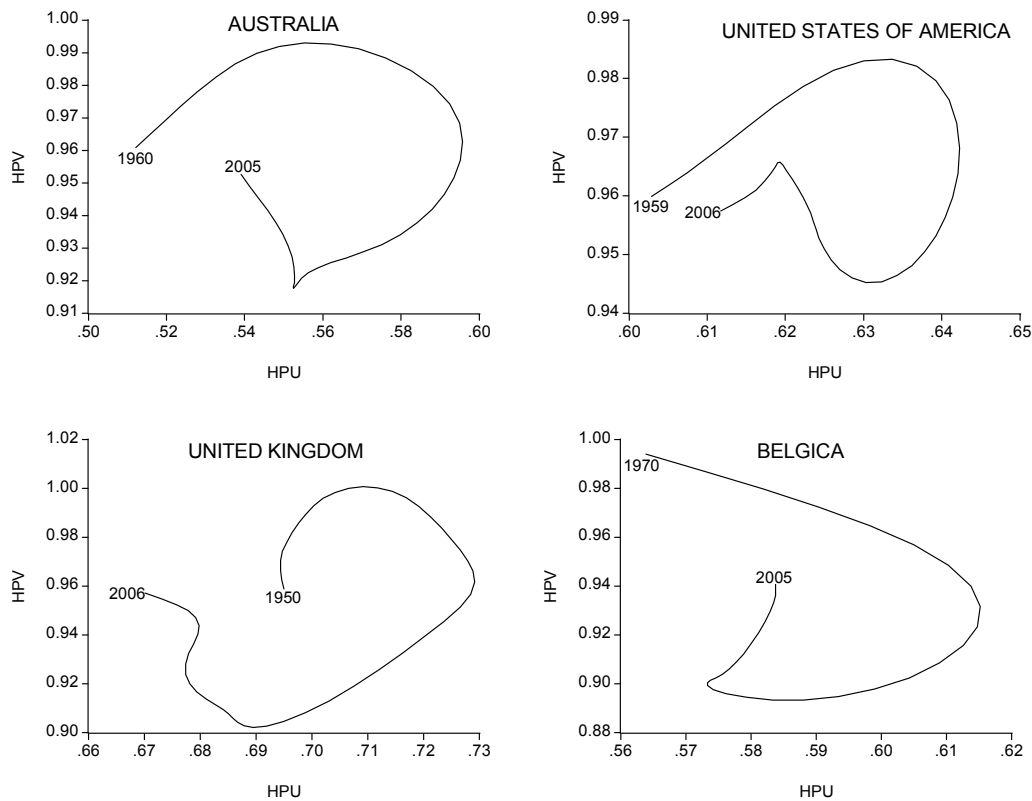 AUSTRALIA
1.00
0.99
0.98
0.97
0.96
0.95
0.94
0.93
0.92
0.91
HPV
1960
2005
.50 .52 .54 .56 .58 .60
HPU
UNITED STATES OF AMERICA
0.99
0.98
0.97
0.96
0.95
0.94
HPV
1959
2006
.60 .61 .62 .63 .64 .65
HPU
UNITED KINGDOM
1.02
1.00
0.98
0.96
0.94
0.92
0.90
HPV
2006
1950
.66 .67 .68 .69 .70 .71 .72 .73
HPU
BELGICA
1.00
0.98
0.96
0.94
0.92
0.90
0.88
HPV
1970
2005
.56 .57 .58 .59 .60 .61 .62
HPU